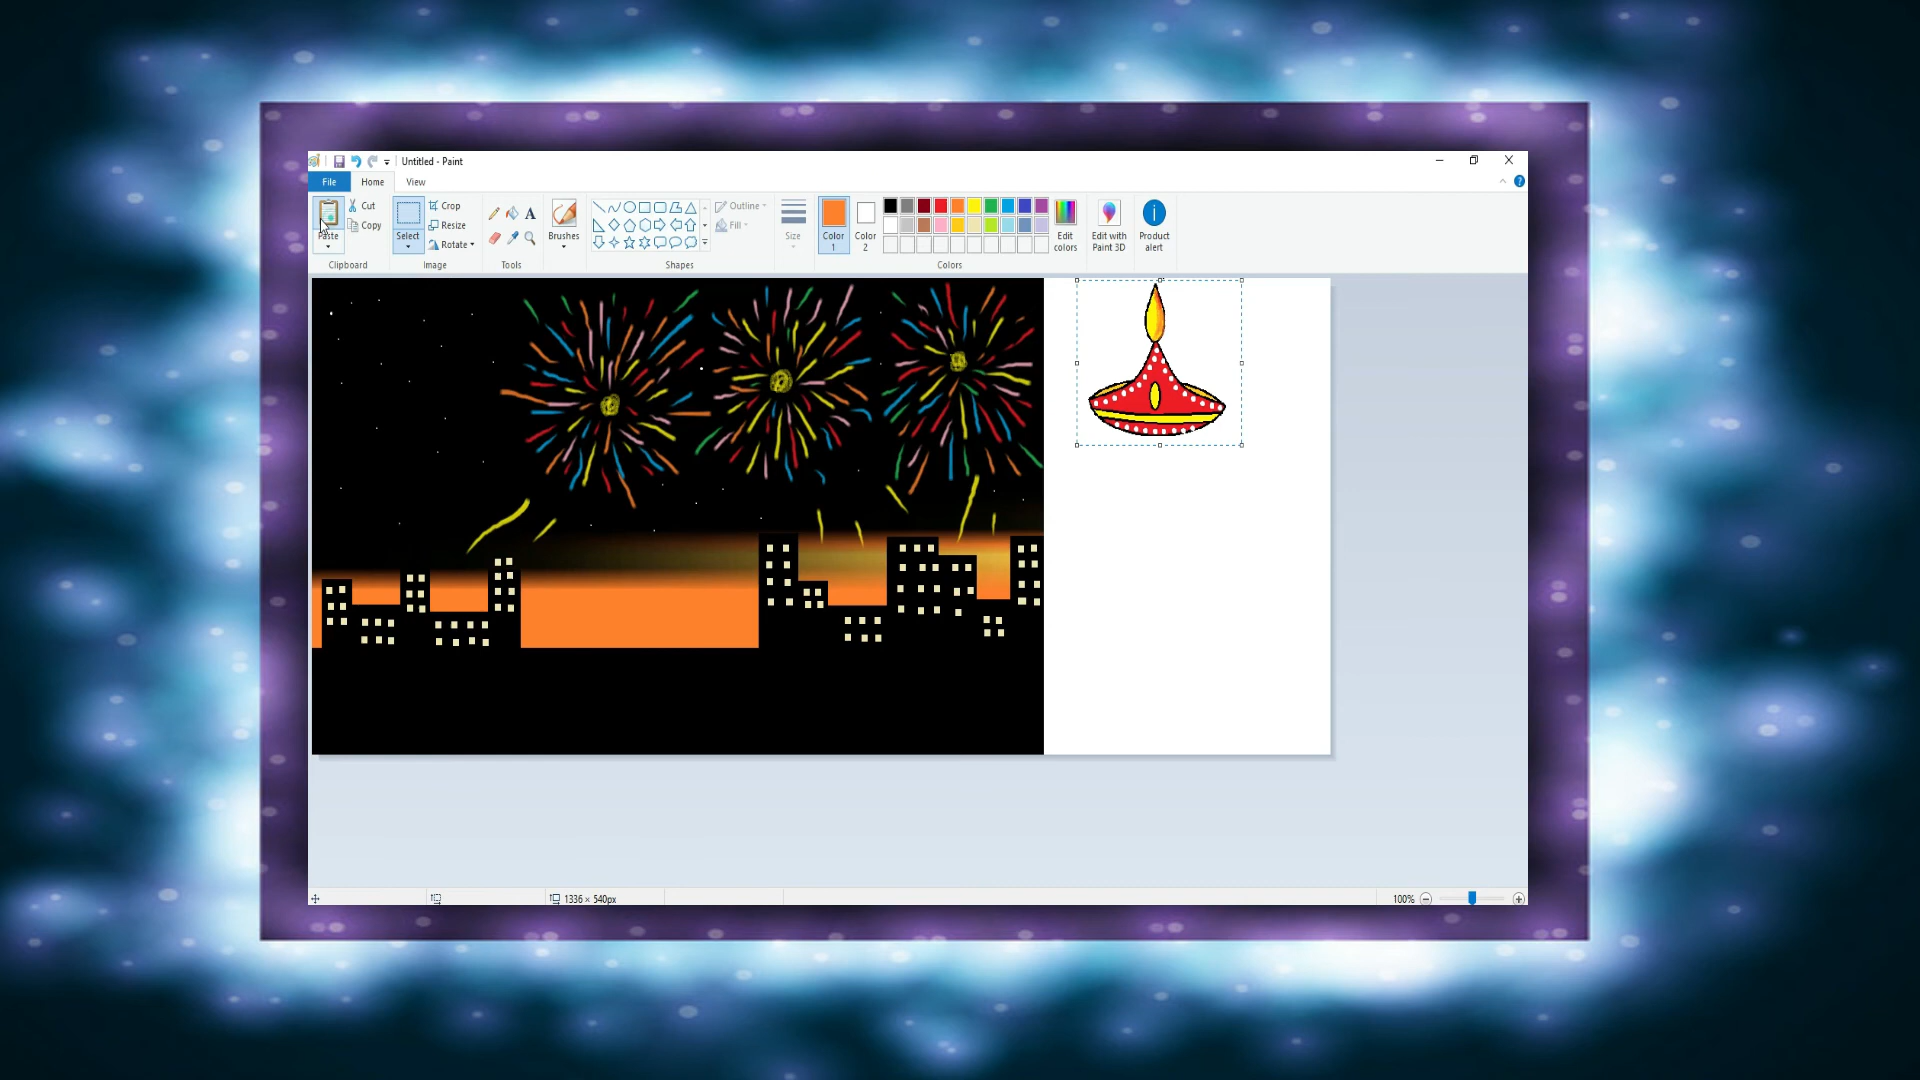 Untitled - Paint
File Home View
Paste
Cut
Copy
Clipboard
Select
Crop
Resize
Rotate
Image
A
Tools
Brushes
Shapes
Outline
Fill
Size
Color 1
Color 2
Edit colors
Colors
Edit with Paint 3D
Product alert
1336 × 540px
100%